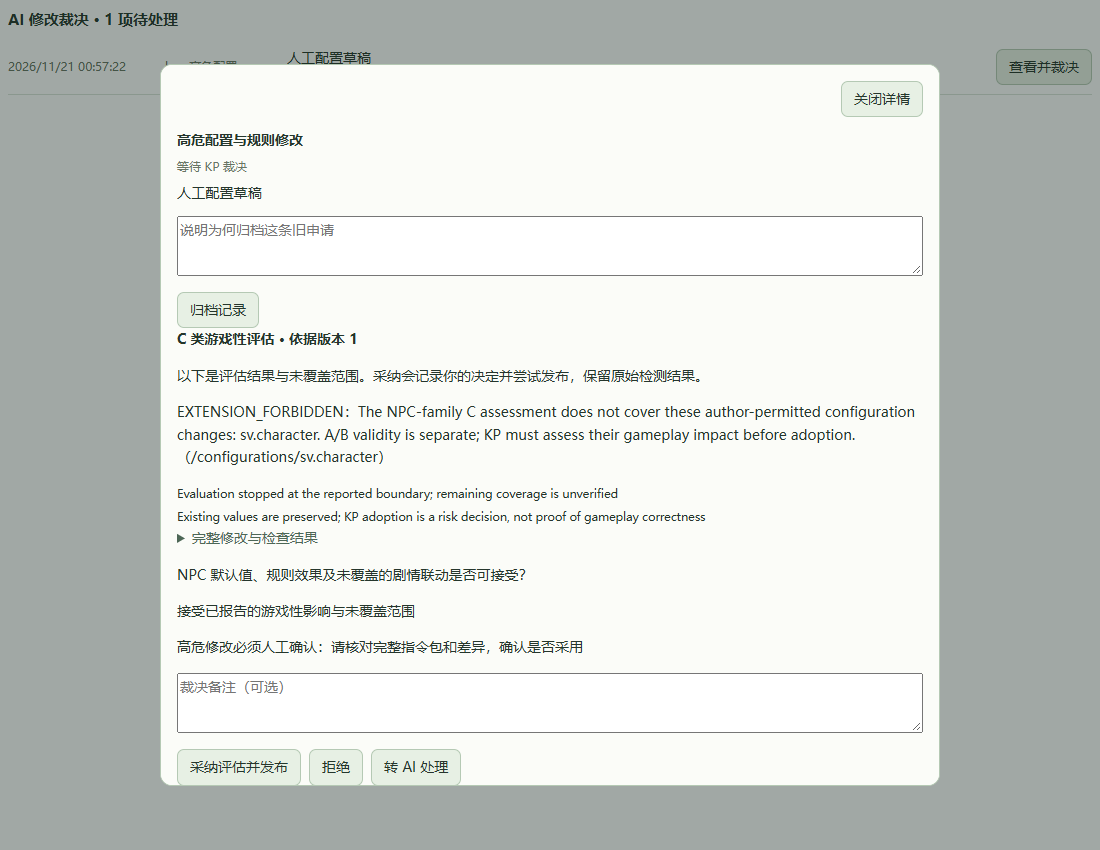 AI 修改裁决 • 1 项待处理
人工配置草稿
2026/11/21 00:57:22
查看并裁决
关闭详情
高危配置与规则修改
等待 KP 裁决
人工配置草稿
说明为何归档这条旧申请
归档记录
C 类游戏性评估 • 依据版本 1
以下是评估结果与未覆盖范围。采纳会记录你的决定并尝试发布，保留原始检测结果。
EXTENSION_FORBIDDEN：The NPC-family C assessment does not cover these author-permitted configuration
changes: sv.character. A/B validity is separate; KP must assess their gameplay impact before adoption.
（/configurations/sv.character）
Evaluation stopped at the reported boundary; remaining coverage is unverified
Existing values are preserved; KP adoption is a risk decision, not proof of gameplay correctness
▶ 完整修改与检查结果
NPC 默认值、规则效果及未覆盖的剧情联动是否可接受？
接受已报告的游戏性影响与未覆盖范围
高危修改必须人工确认：请核对完整指令包和差异，确认是否采用
裁决备注（可选）
采纳评估并发布
拒绝
转 AI 处理